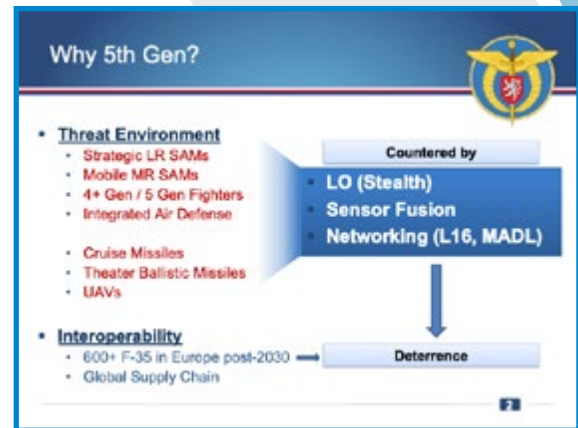 Why 5th Gen?
Threat Environment
Strategic LR SAMs
Mobile MR SAMs
4+ Gen / 5 Gen Fighters
Integrated Air Defense
Cruise Missiles
Theater Ballistic Missiles
UAVs
Countered by
LO (Stealth)
Sensor Fusion
Networking (L16, MADL)
Interoperability
600+ F-35 in Europe post-2030
Global Supply Chain
Deterrence
2